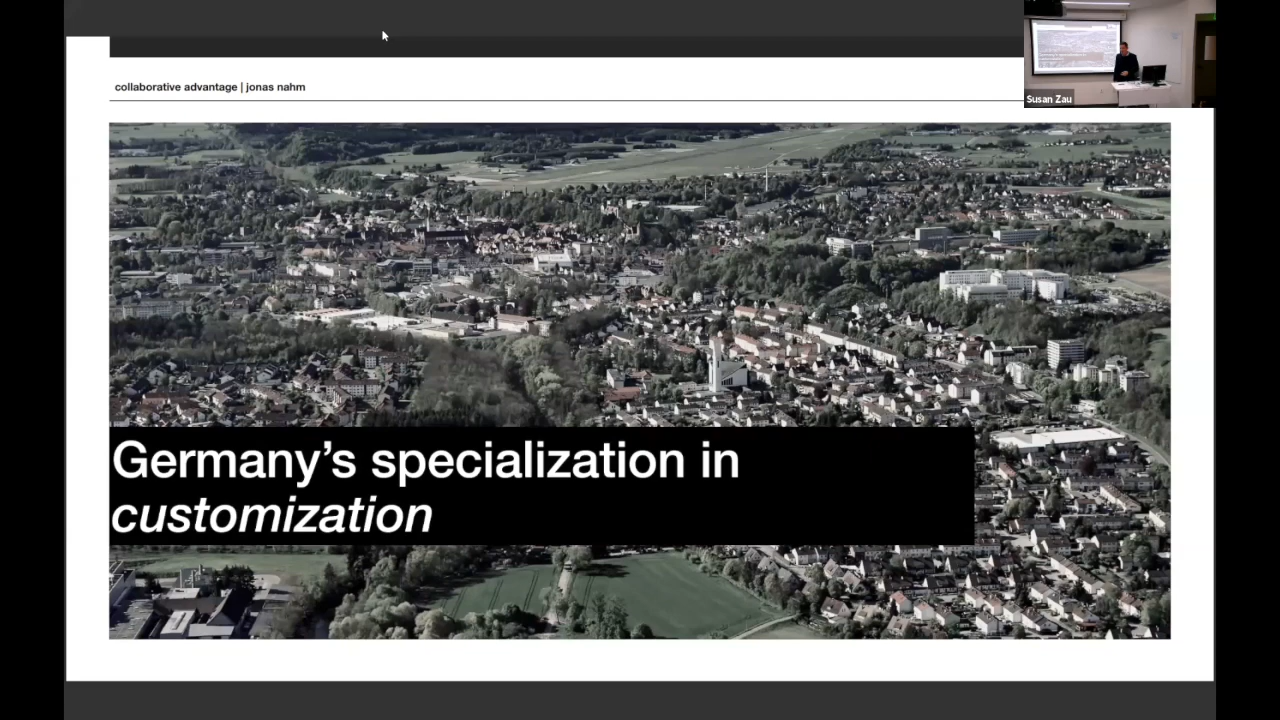 collaborative advantage | jonas nahm
Susan Zau
Germany’s specialization in
customization